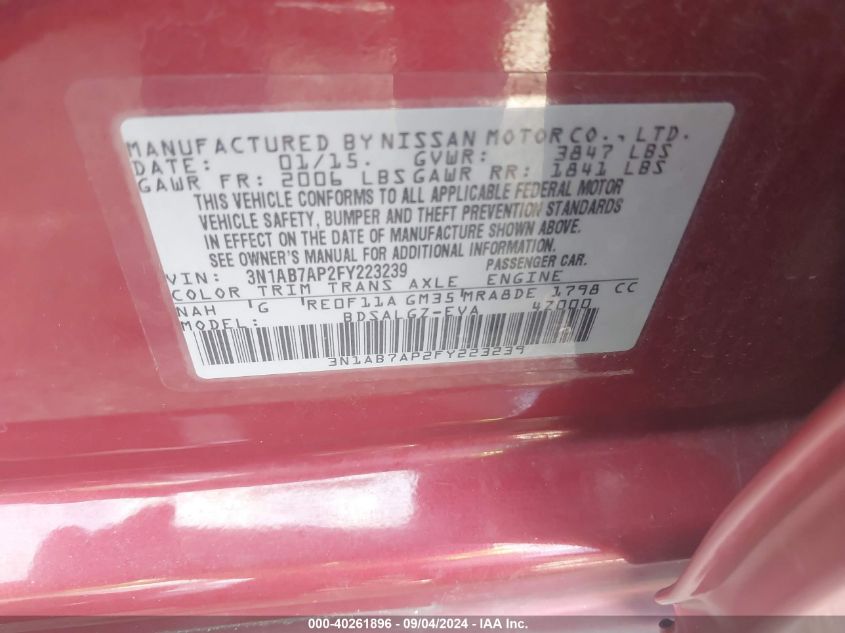 MANUFACTURED BY NISSAN MOTOR CO., LTD.
DATE: 01/15. GVWR: 3847 LBS
GAWR FR: 2006 LBS GAWR RR: 1841 LBS
THIS VEHICLE CONFORMS TO ALL APPLICABLE FEDERAL MOTOR
VEHICLE SAFETY, BUMPER AND THEFT PREVENTION STANDARDS
IN EFFECT ON THE DATE OF MANUFACTURE SHOWN ABOVE.
SEE OWNER'S MANUAL FOR ADDITIONAL INFORMATION.
VIN: 3N1AB7AP2FY223239 PASSENGER CAR.
COLOR TRIM TRANS AXLE ENGINE
NAH G RE0F11A GM35 MRA8DE 1798 CC
MODEL: BDSALGZ-EVA 47000
3N1AB7AP2FY223239
000-40261896 - 09/04/2024 - IAA Inc.